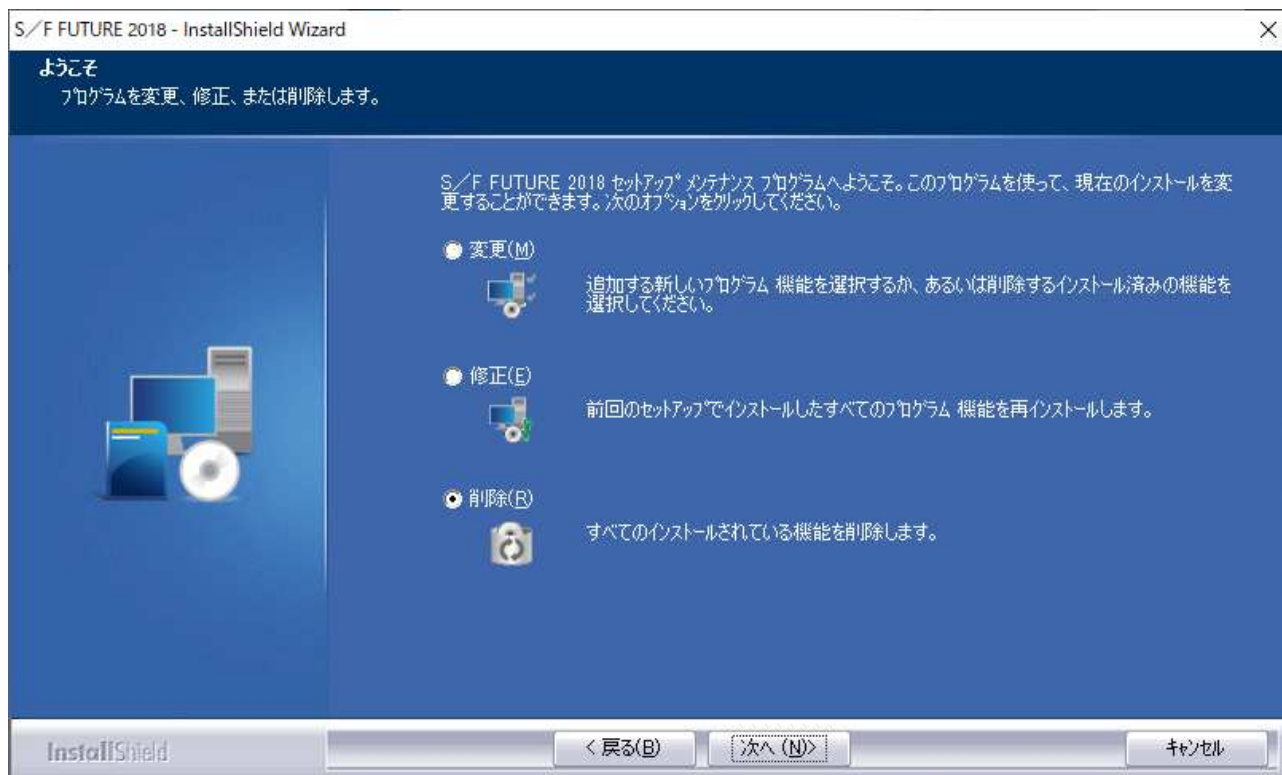 S／F FUTURE 2018 - InstallShield Wizard
ようこそ
プログラムを変更、修正、または削除します。
S／F FUTURE 2018 セットアップ メンテナンス プログラムへようこそ。このプログラムを使って、現在のインストールを変
更することができます。次のオプションをクリックしてください。
変更(M)
追加する新しいプログラム 機能を選択するか、あるいは削除するインストール済みの機能を
選択してください。
修正(E)
前回のセットアップでインストールしたすべてのプログラム 機能を再インストールします。
削除(R)
すべてのインストールされている機能を削除します。
InstallShield
< 戻る(B)
次へ (N)>
キャンセル